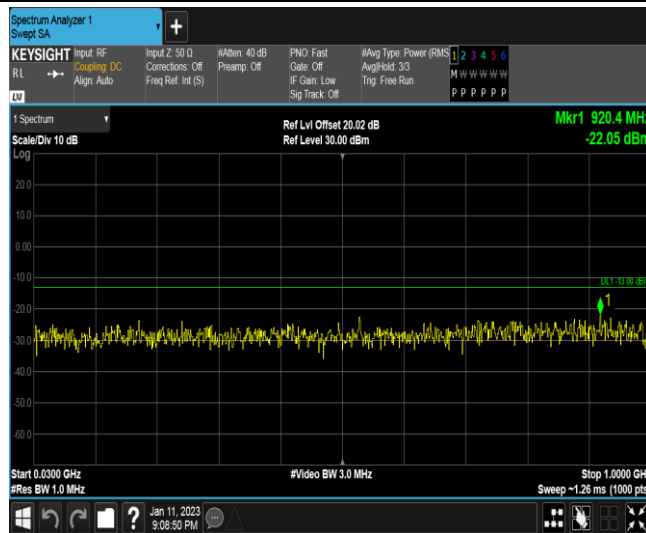 Spectrum Analyzer 1
Swept SA
+
KEYSIGHT
RL
LXI
Input: RF
Coupling: DC
Align: Auto
Input Z: 50 Ω
Corrections: Off
Freq Ref: Int (S)
#Atten: 40 dB
Preamp: Off
PNO: Fast
Gate: Off
IF Gain: Low
Sig Track: Off
#Avg Type: Power (RMS
Avg|Hold: 3/3
Trig: Free Run
1 2 3 4 5 6
M W W W W W
P P P P P P
1 Spectrum
Scale/Div 10 dB
Log
Ref Lvl Offset 20.02 dB
Ref Level 30.00 dBm
Mkr1 920.4 MHz
-22.05 dBm
20.0
10.0
0.00
-10.0
DL1 -13.00 dBm
1
-20.0
-30.0
-40.0
-50.0
-60.0
Start 0.0300 GHz
#Res BW 1.0 MHz
#Video BW 3.0 MHz
Stop 1.0000 GHz
Sweep ~1.26 ms (1000 pts)
?
Jan 11, 2023
9:08:50 PM